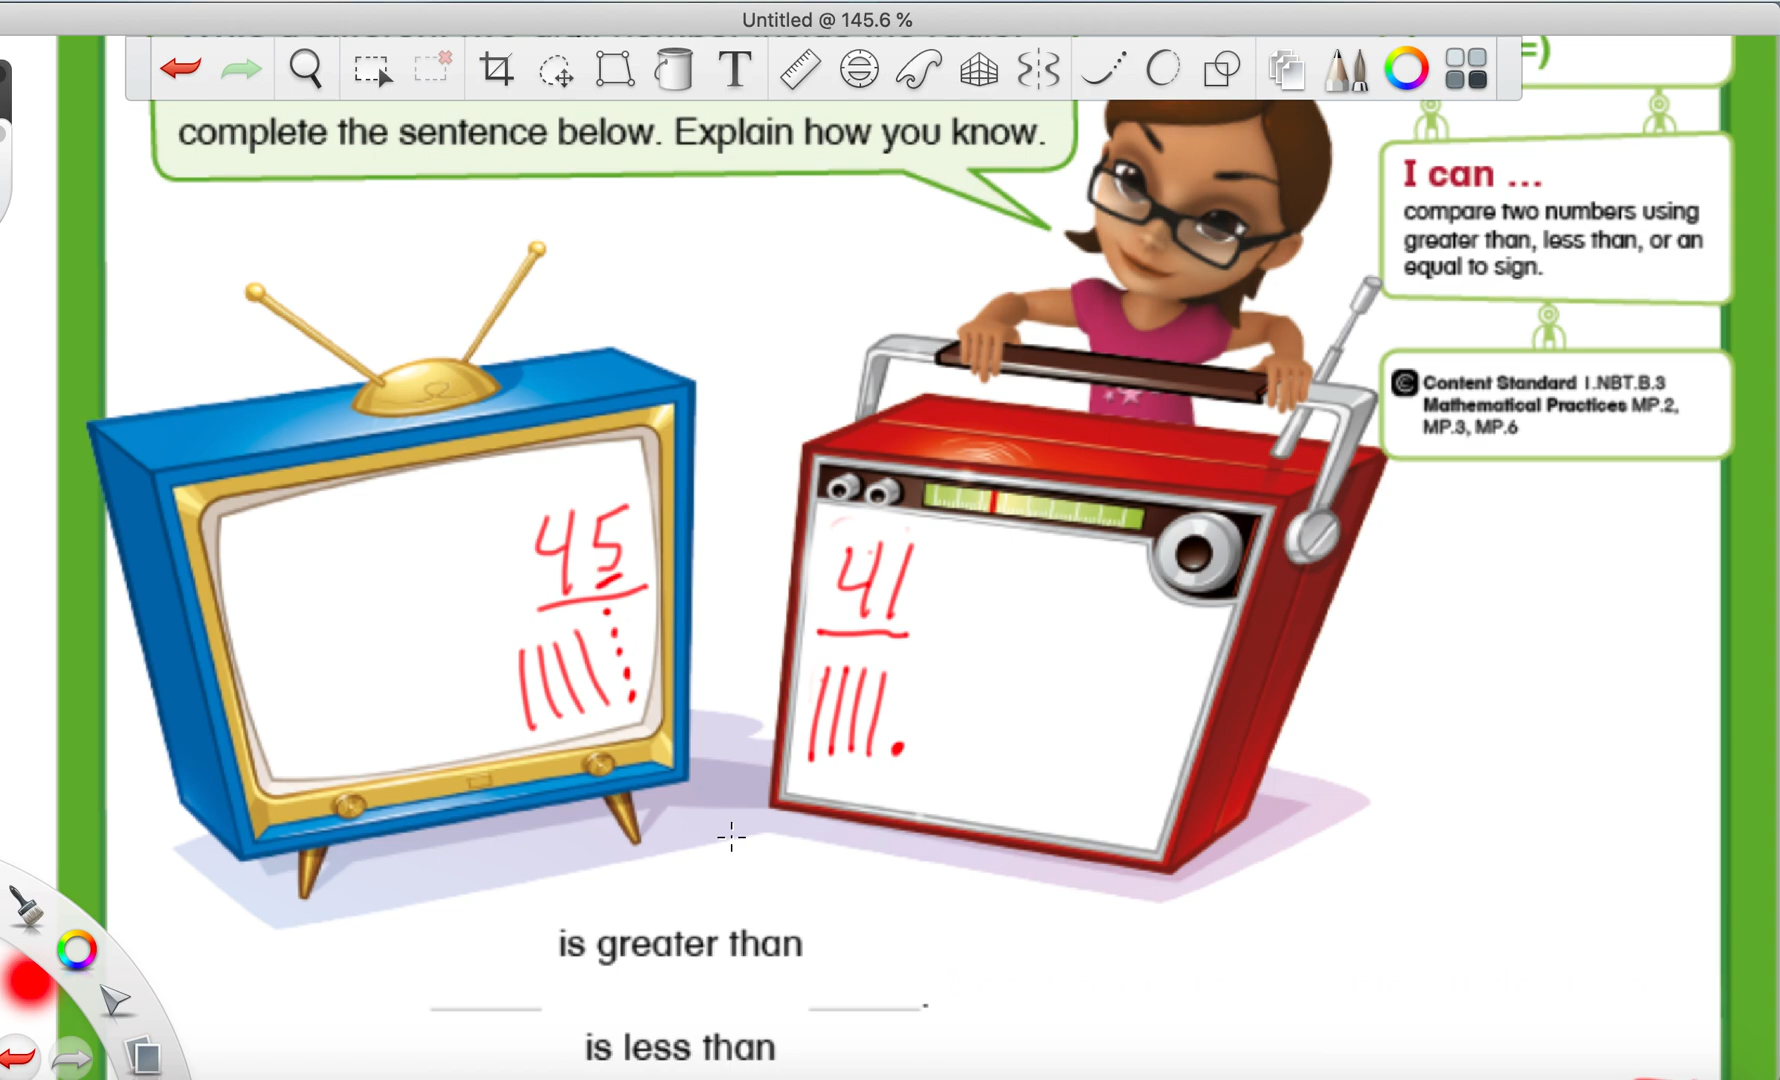 Untitled @ 145.6 %
=)
complete the sentence below. Explain how you know.
I can ...
compare two numbers using
greater than, less than, or an
equal to sign.
Content Standard 1.NBT.B.3
Mathematical Practices MP.2,
MP.3, MP.6
45
41
is greater than
.
is less than